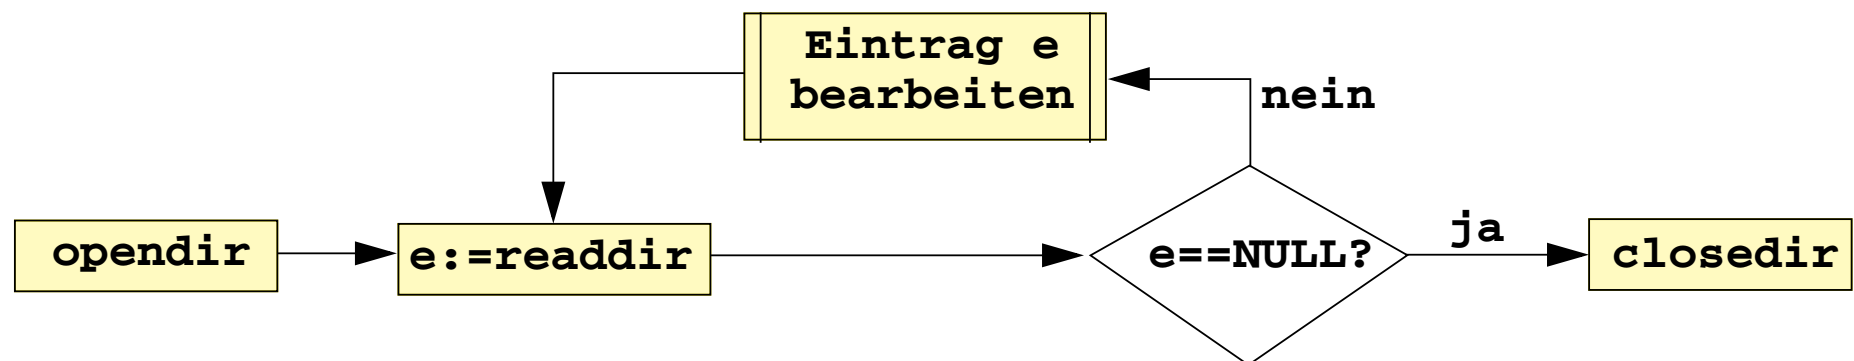 Eintrag e
bearbeiten
nein
opendir
e:=readdir
e==NULL?
ja
closedir